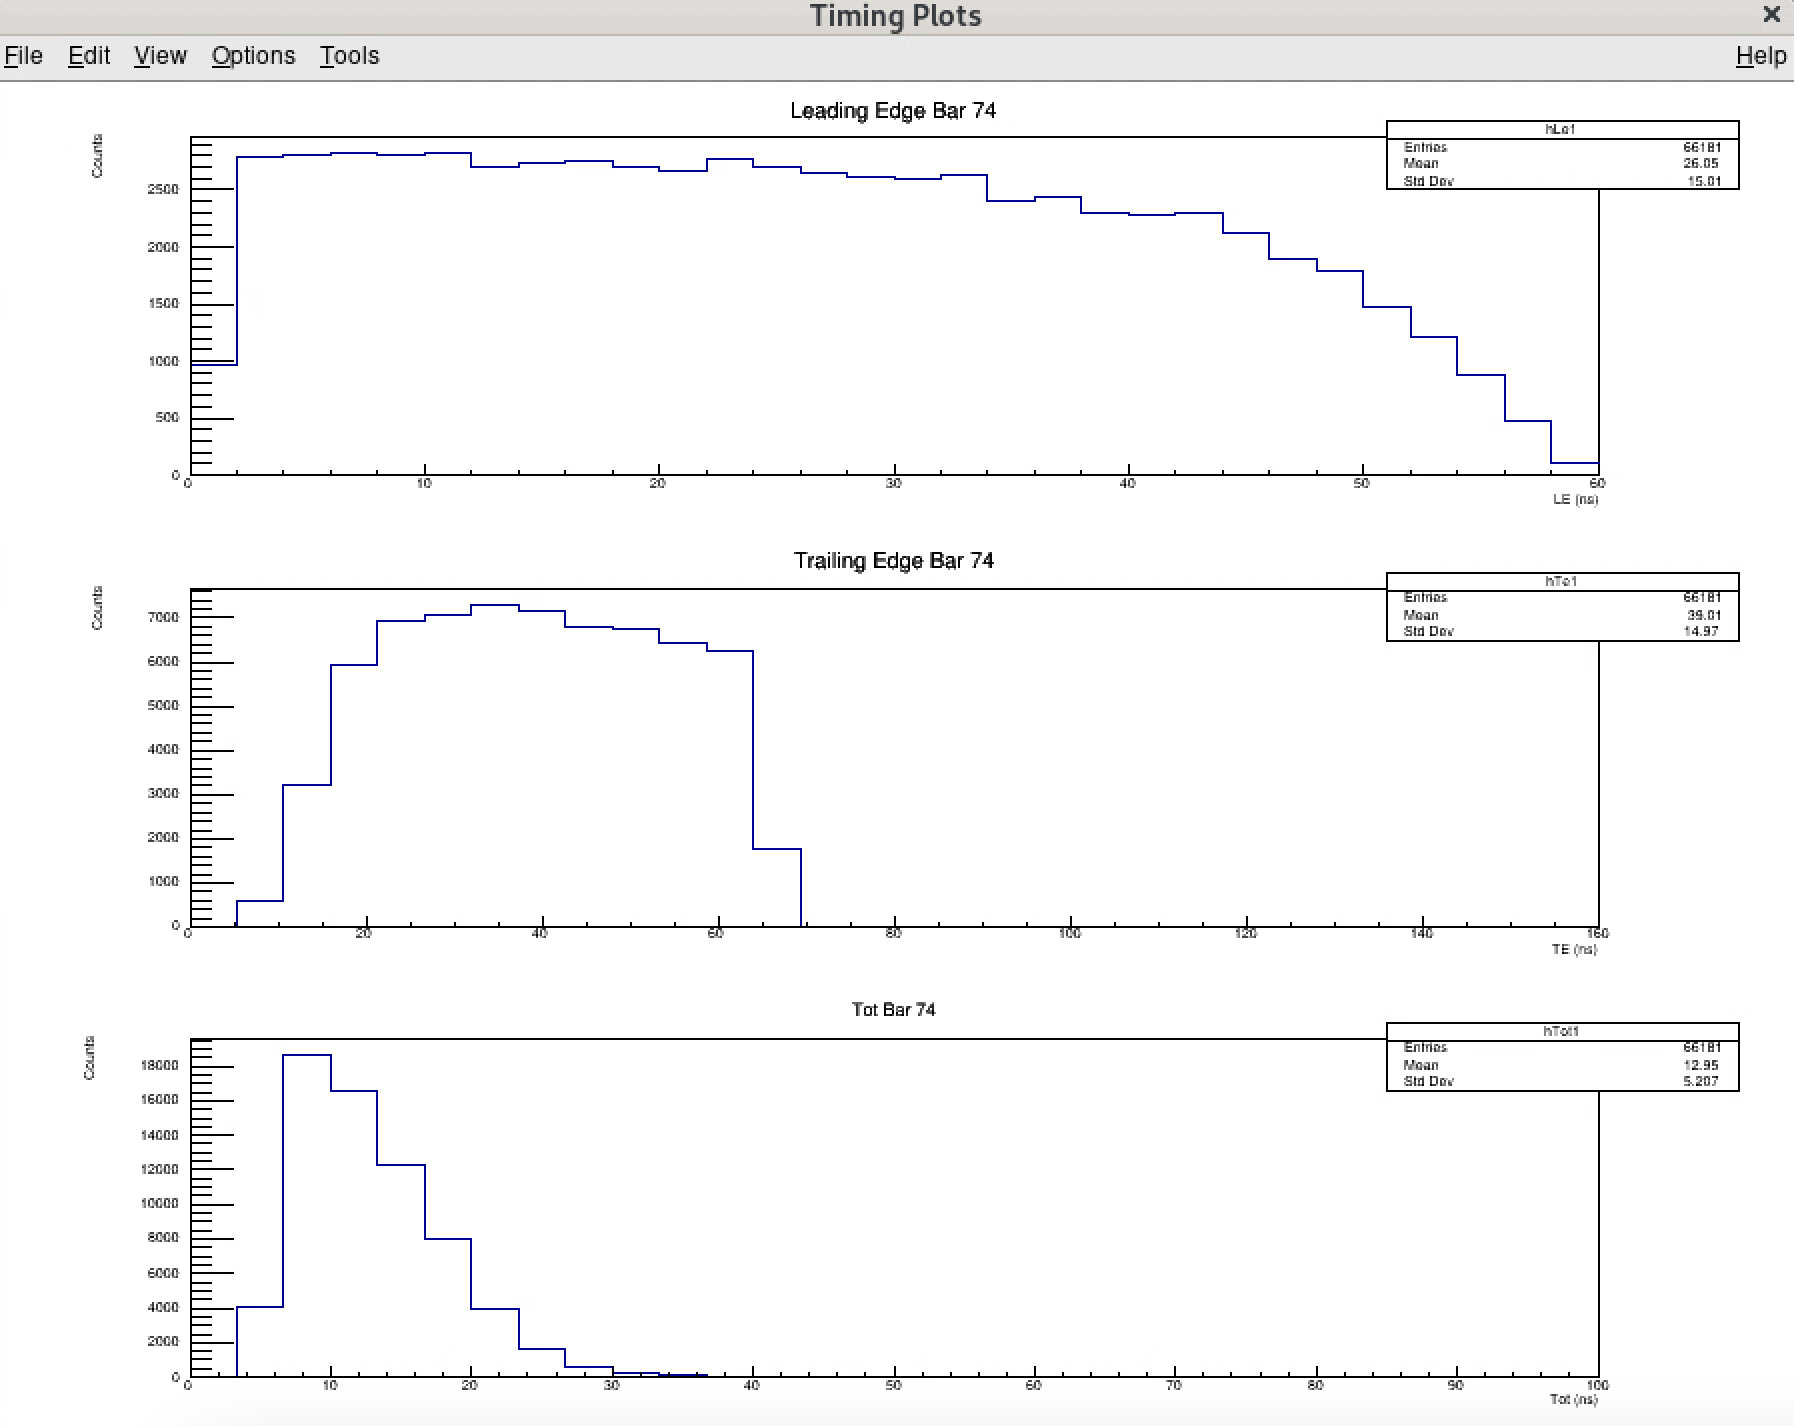 Timing Plots
File Edit View Options Tools Help
Leading Edge Bar 74
Counts
hLe1
Entries 66181
Mean 26.05
Std Dev 15.01
2500
2000
1500
1000
500
0
0 10 20 30 40 50 60
LE (ns)
Trailing Edge Bar 74
Counts
hTe1
Entries 66181
Mean 39.01
Std Dev 14.97
7000
6000
5000
4000
3000
2000
1000
0
0 20 40 60 80 100 120 140 160
TE (ns)
Tot Bar 74
Counts
hTot1
Entries 66181
Mean 12.95
Std Dev 5.207
18000
16000
14000
12000
10000
8000
6000
4000
2000
0
0 10 20 30 40 50 60 70 80 90 100
Tot (ns)